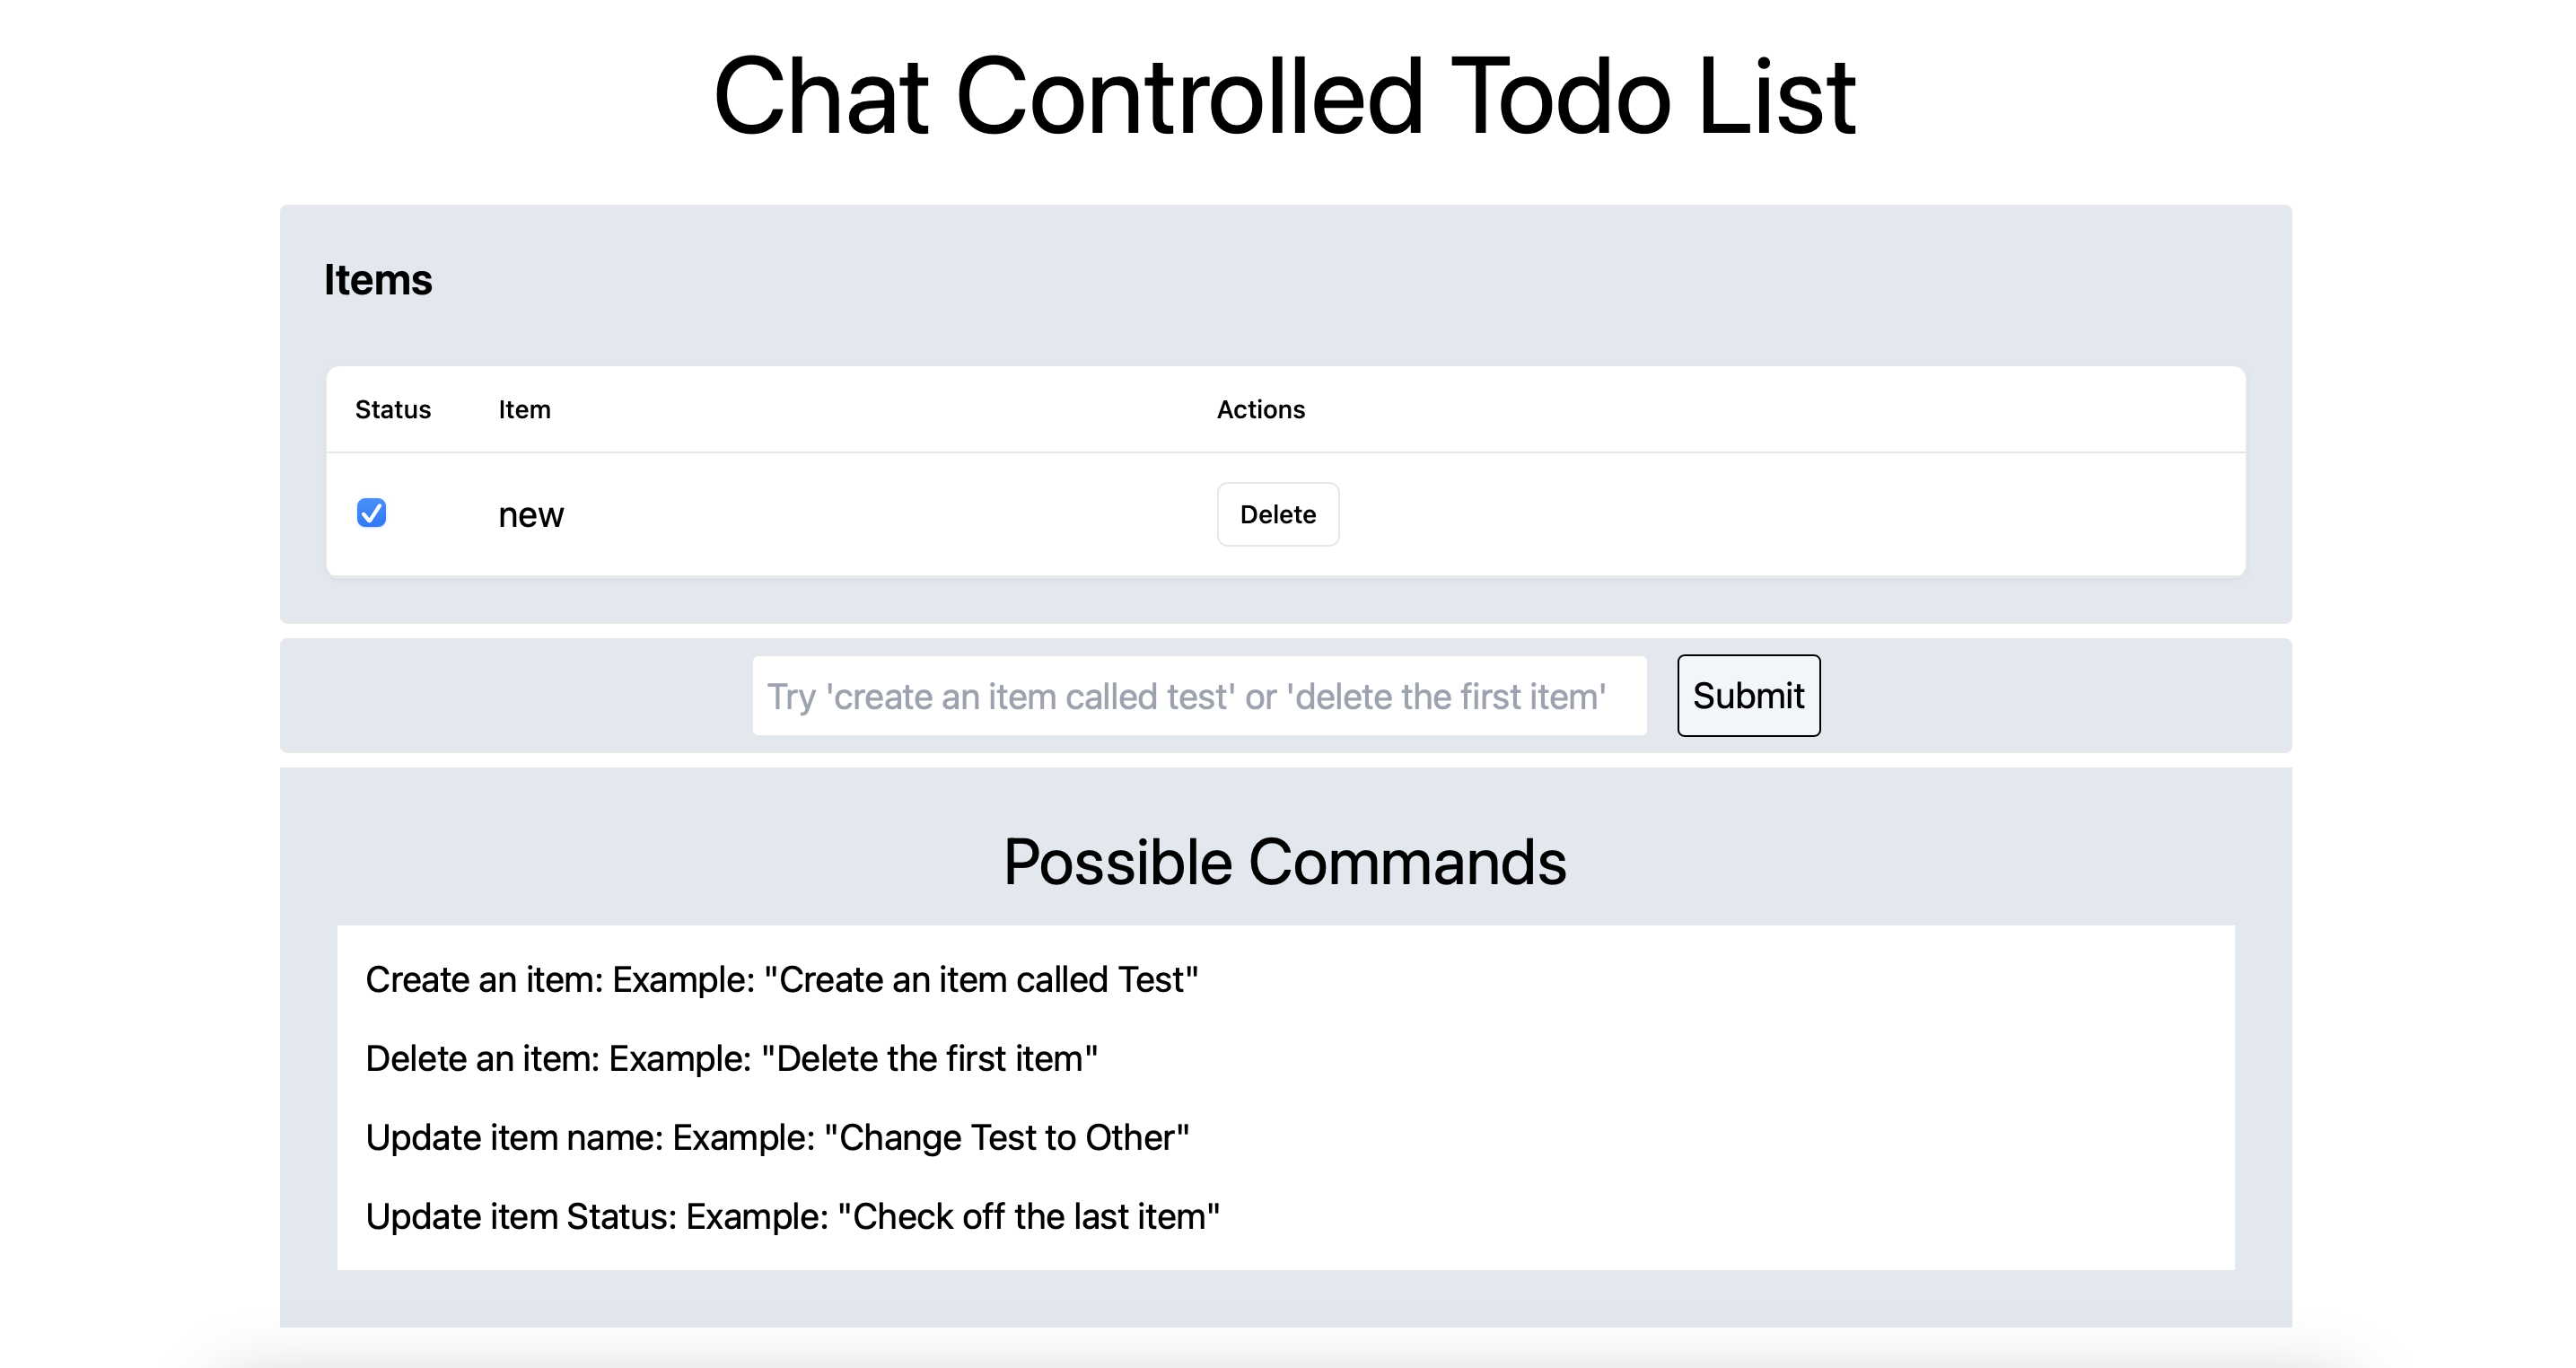 Chat Controlled Todo List
Items
Status Item Actions
new Delete
Try 'create an item called test' or 'delete the first item' Submit
Possible Commands
Create an item: Example: "Create an item called Test"
Delete an item: Example: "Delete the first item"
Update item name: Example: "Change Test to Other"
Update item Status: Example: "Check off the last item"